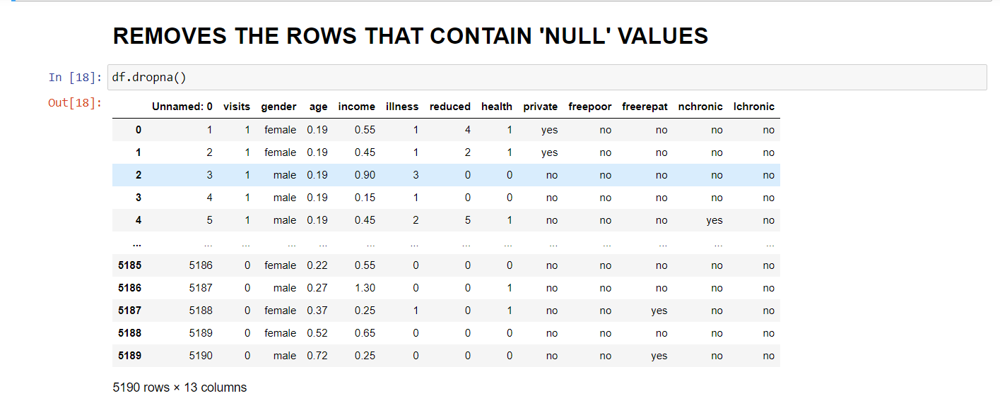 REMOVES THE ROWS THAT CONTAIN 'NULL' VALUES
In [18]: df.dropna()
Out[18]:
Unnamed: 0 visits gender age income illness reduced health private freepoor freerepat nchronic lchronic
0 1 1 female 0.19 0.55 1 4 1 yes no no no no
1 2 1 female 0.19 0.45 1 2 1 yes no no no no
2 3 1 male 0.19 0.90 3 0 0 no no no no no
3 4 1 male 0.19 0.15 1 0 0 no no no no no
4 5 1 male 0.19 0.45 2 5 1 no no no yes no
... ... ... ... ... ... ... ... ... ... ... ... ... ...
5185 5186 0 female 0.22 0.55 0 0 0 no no no no no
5186 5187 0 male 0.27 1.30 0 0 1 no no no no no
5187 5188 0 female 0.37 0.25 1 0 1 no no yes no no
5188 5189 0 female 0.52 0.65 0 0 0 no no no no no
5189 5190 0 male 0.72 0.25 0 0 0 no no yes no no
5190 rows × 13 columns